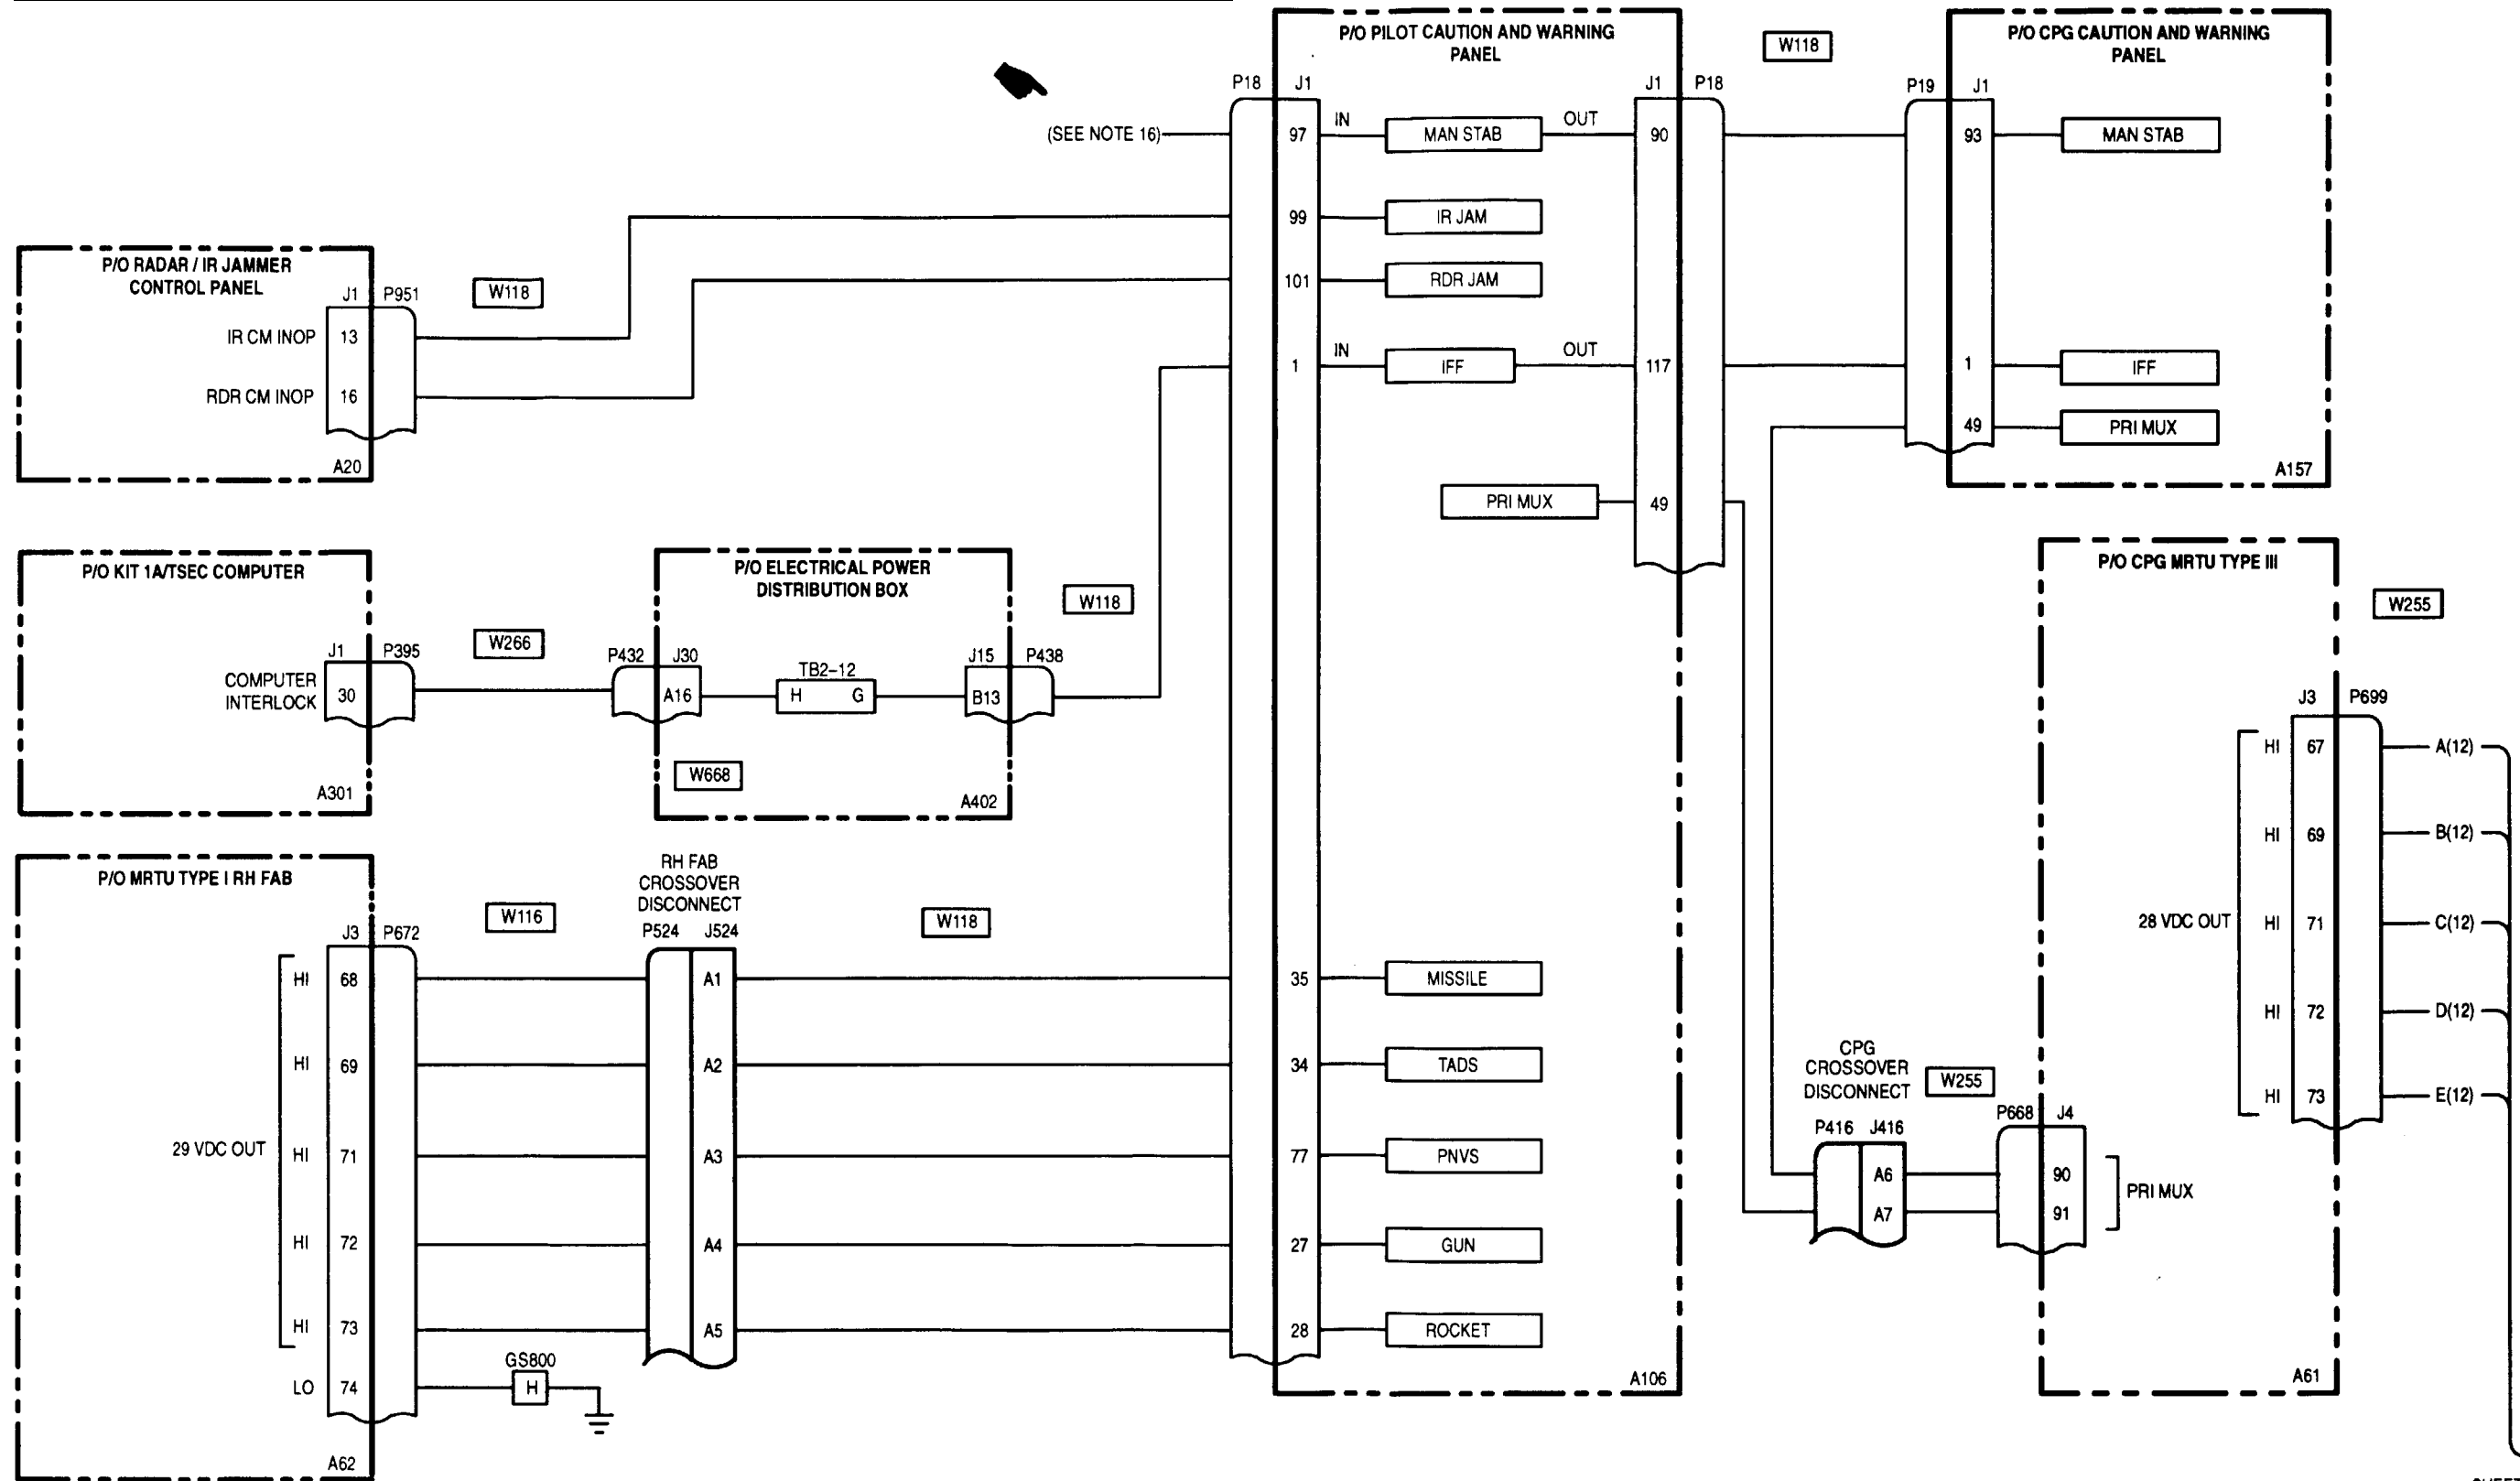 P/O PILOT CAUTION AND WARNING
PANEL
P18
J1
J1
P18
(SEE NOTE 16)
97
IN
MAN STAB
OUT
90
99
IR JAM
101
RDR JAM
1
IN
IFF
OUT
117
PRI MUX
49
35
MISSILE
34
TADS
77
PNVS
27
GUN
28
ROCKET
A106
W118
P/O CPG CAUTION AND WARNING
PANEL
P19
J1
93
MAN STAB
1
IFF
49
PRI MUX
A157
P/O RADAR / IR JAMMER
CONTROL PANEL
J1
P951
W118
IR CM INOP
13
RDR CM INOP
16
A20
P/O KIT 1A/TSEC COMPUTER
J1
P395
W266
COMPUTER
INTERLOCK
30
A301
P/O ELECTRICAL POWER
DISTRIBUTION BOX
P432
J30
TB2-12
J15
P438
A16
H
G
B13
W668
A402
W118
P/O MRTU TYPE I RH FAB
J3
P672
W116
RH FAB
CROSSOVER
DISCONNECT
P524
J524
W118
HI
68
A1
HI
69
A2
29 VDC OUT
HI
71
A3
HI
72
A4
HI
73
A5
GS800
LO
74
H
A62
P/O CPG MRTU TYPE III
W255
J3
P699
HI
67
A(12)
HI
69
B(12)
28 VDC OUT
HI
71
C(12)
HI
72
D(12)
HI
73
E(12)
CPG
CROSSOVER
DISCONNECT
W255
P416
J416
P668
J4
A6
90
A7
91
PRI MUX
A61